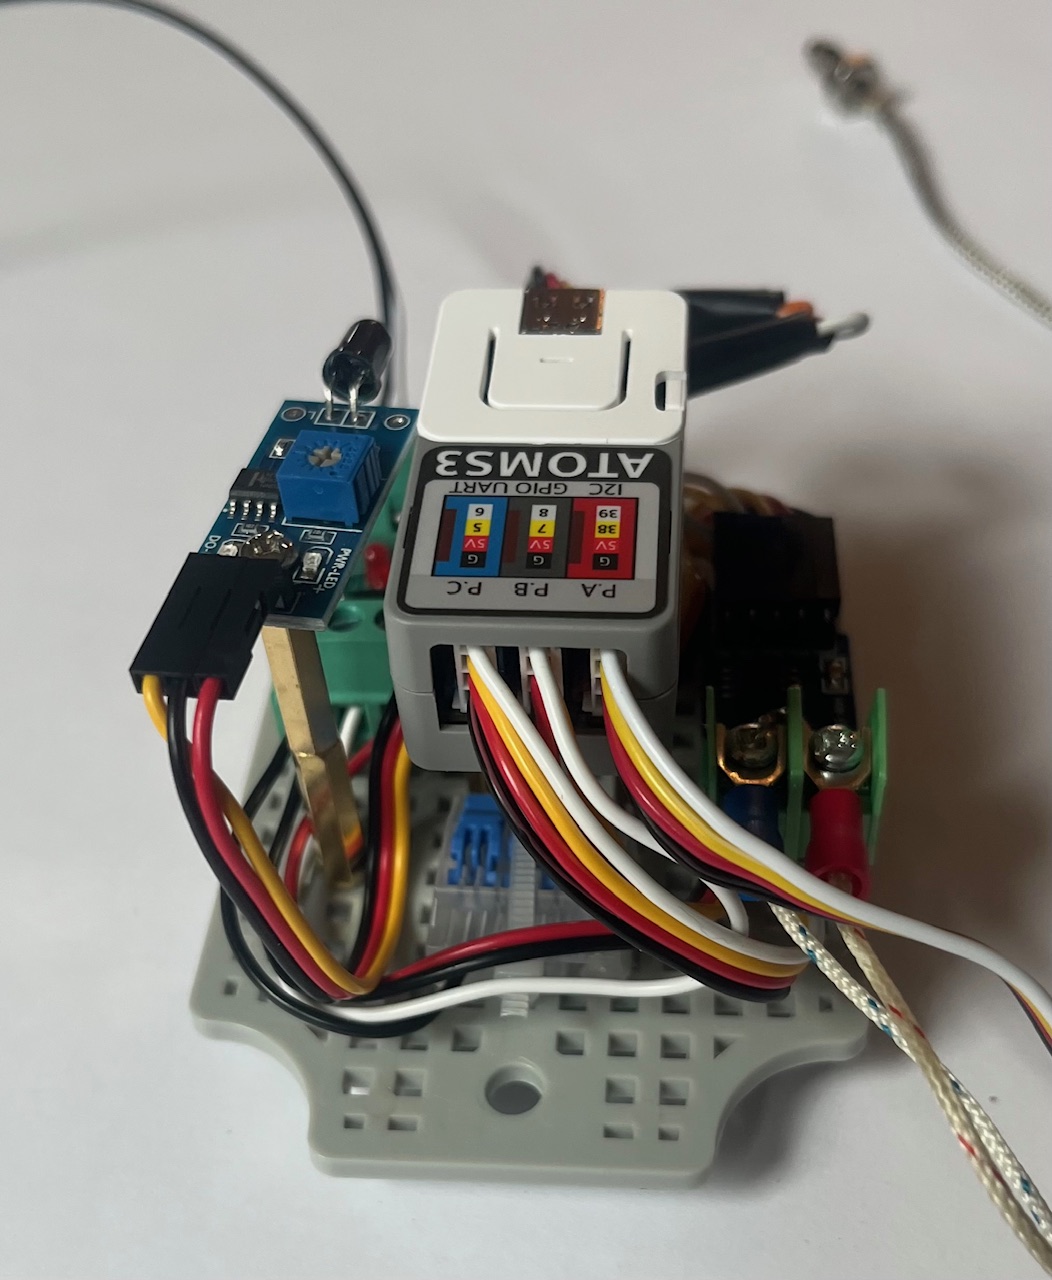 ATOMS3
I2C GPIO UART
39 8 6
38 7 5
5V 5V 5V
G G G
P.A P.B P.C
L
DO
PWR-LED+